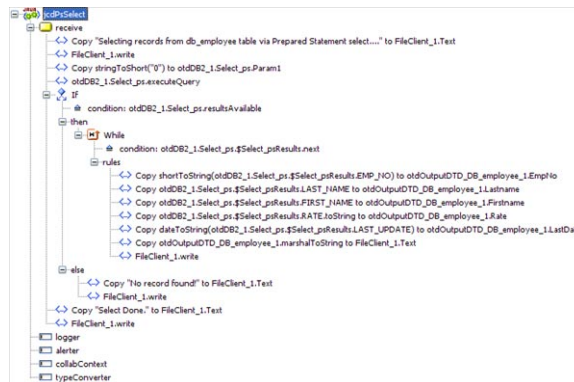 jcdPsSelect
receive
Copy "Selecting records from db_employee table via Prepared Statement select...." to FileClient_1.Text
FileClient_1.write
Copy stringToShort("0") to otdDB2_1.Select_ps.Param1
otdDB2_1.Select_ps.executeQuery
If
condition: otdDB2_1.Select_ps.resultsAvailable
then
While
condition: otdDB2_1.Select_ps.$Select_psResults.next
rules
Copy shortToString(otdDB2_1.Select_ps.$Select_psResults.EMP_NO) to otdOutputDTD_DB_employee_1.EmpNo
Copy otdDB2_1.Select_ps.$Select_psResults.LAST_NAME to otdOutputDTD_DB_employee_1.Lastname
Copy otdDB2_1.Select_ps.$Select_psResults.FIRST_NAME to otdOutputDTD_DB_employee_1.Firstname
Copy otdDB2_1.Select_ps.$Select_psResults.RATE.toString to otdOutputDTD_DB_employee_1.Rate
Copy dateToString(otdDB2_1.Select_ps.$Select_psResults.LAST_UPDATE) to otdOutputDTD_DB_employee_1.LastDa
Copy otdOutputDTD_DB_employee_1.marshalToString to FileClient_1.Text
FileClient_1.write
else
Copy "No record found!" to FileClient_1.Text
FileClient_1.write
Copy "Select Done." to FileClient_1.Text
FileClient_1.write
logger
alerter
collabContext
typeConverter